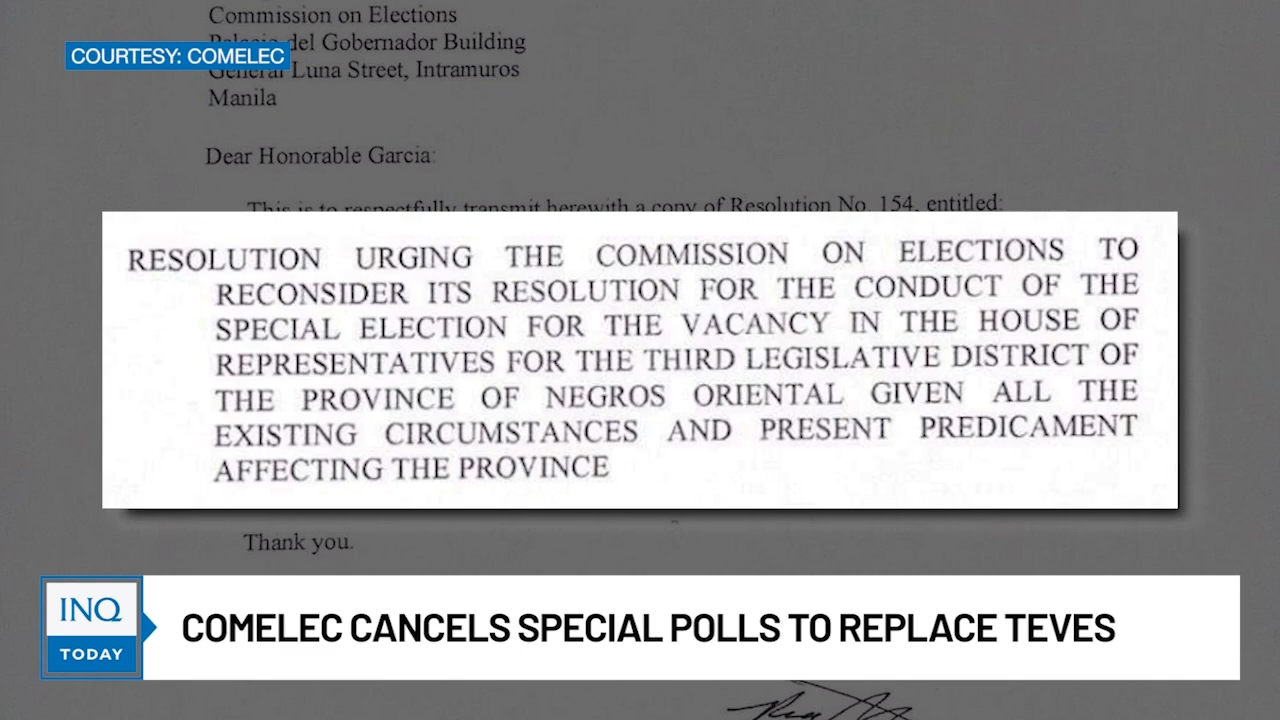 Commission on Elections
COURTESY: COMELEC
del Gobernador Building
General Luna Street, Intramuros
Manila
Dear Honorable Garcia:
This is to respectfully transmit herewith a copy of Resolution No. 154, entitled:
RESOLUTION URGING THE COMMISSION ON ELECTIONS TO
RECONSIDER ITS RESOLUTION FOR THE CONDUCT OF THE
SPECIAL ELECTION FOR THE VACANCY IN THE HOUSE OF
REPRESENTATIVES FOR THE THIRD LEGISLATIVE DISTRICT OF
THE PROVINCE OF NEGROS ORIENTAL GIVEN ALL THE
EXISTING CIRCUMSTANCES AND PRESENT PREDICAMENT
AFFECTING THE PROVINCE
Thank you.
INQ
TODAY
COMELEC CANCELS SPECIAL POLLS TO REPLACE TEVES